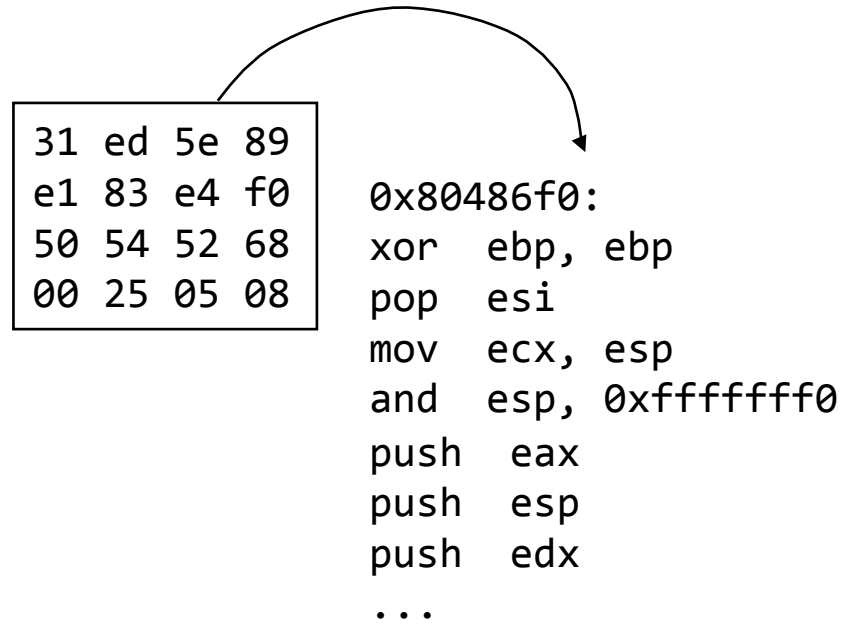 31 ed 5e 89
e1 83 e4 f0
50 54 52 68
00 25 05 08
0x80486f0:
xor ebp, ebp
pop esi
mov ecx, esp
and esp, 0xfffffff0
push eax
push esp
push edx
...